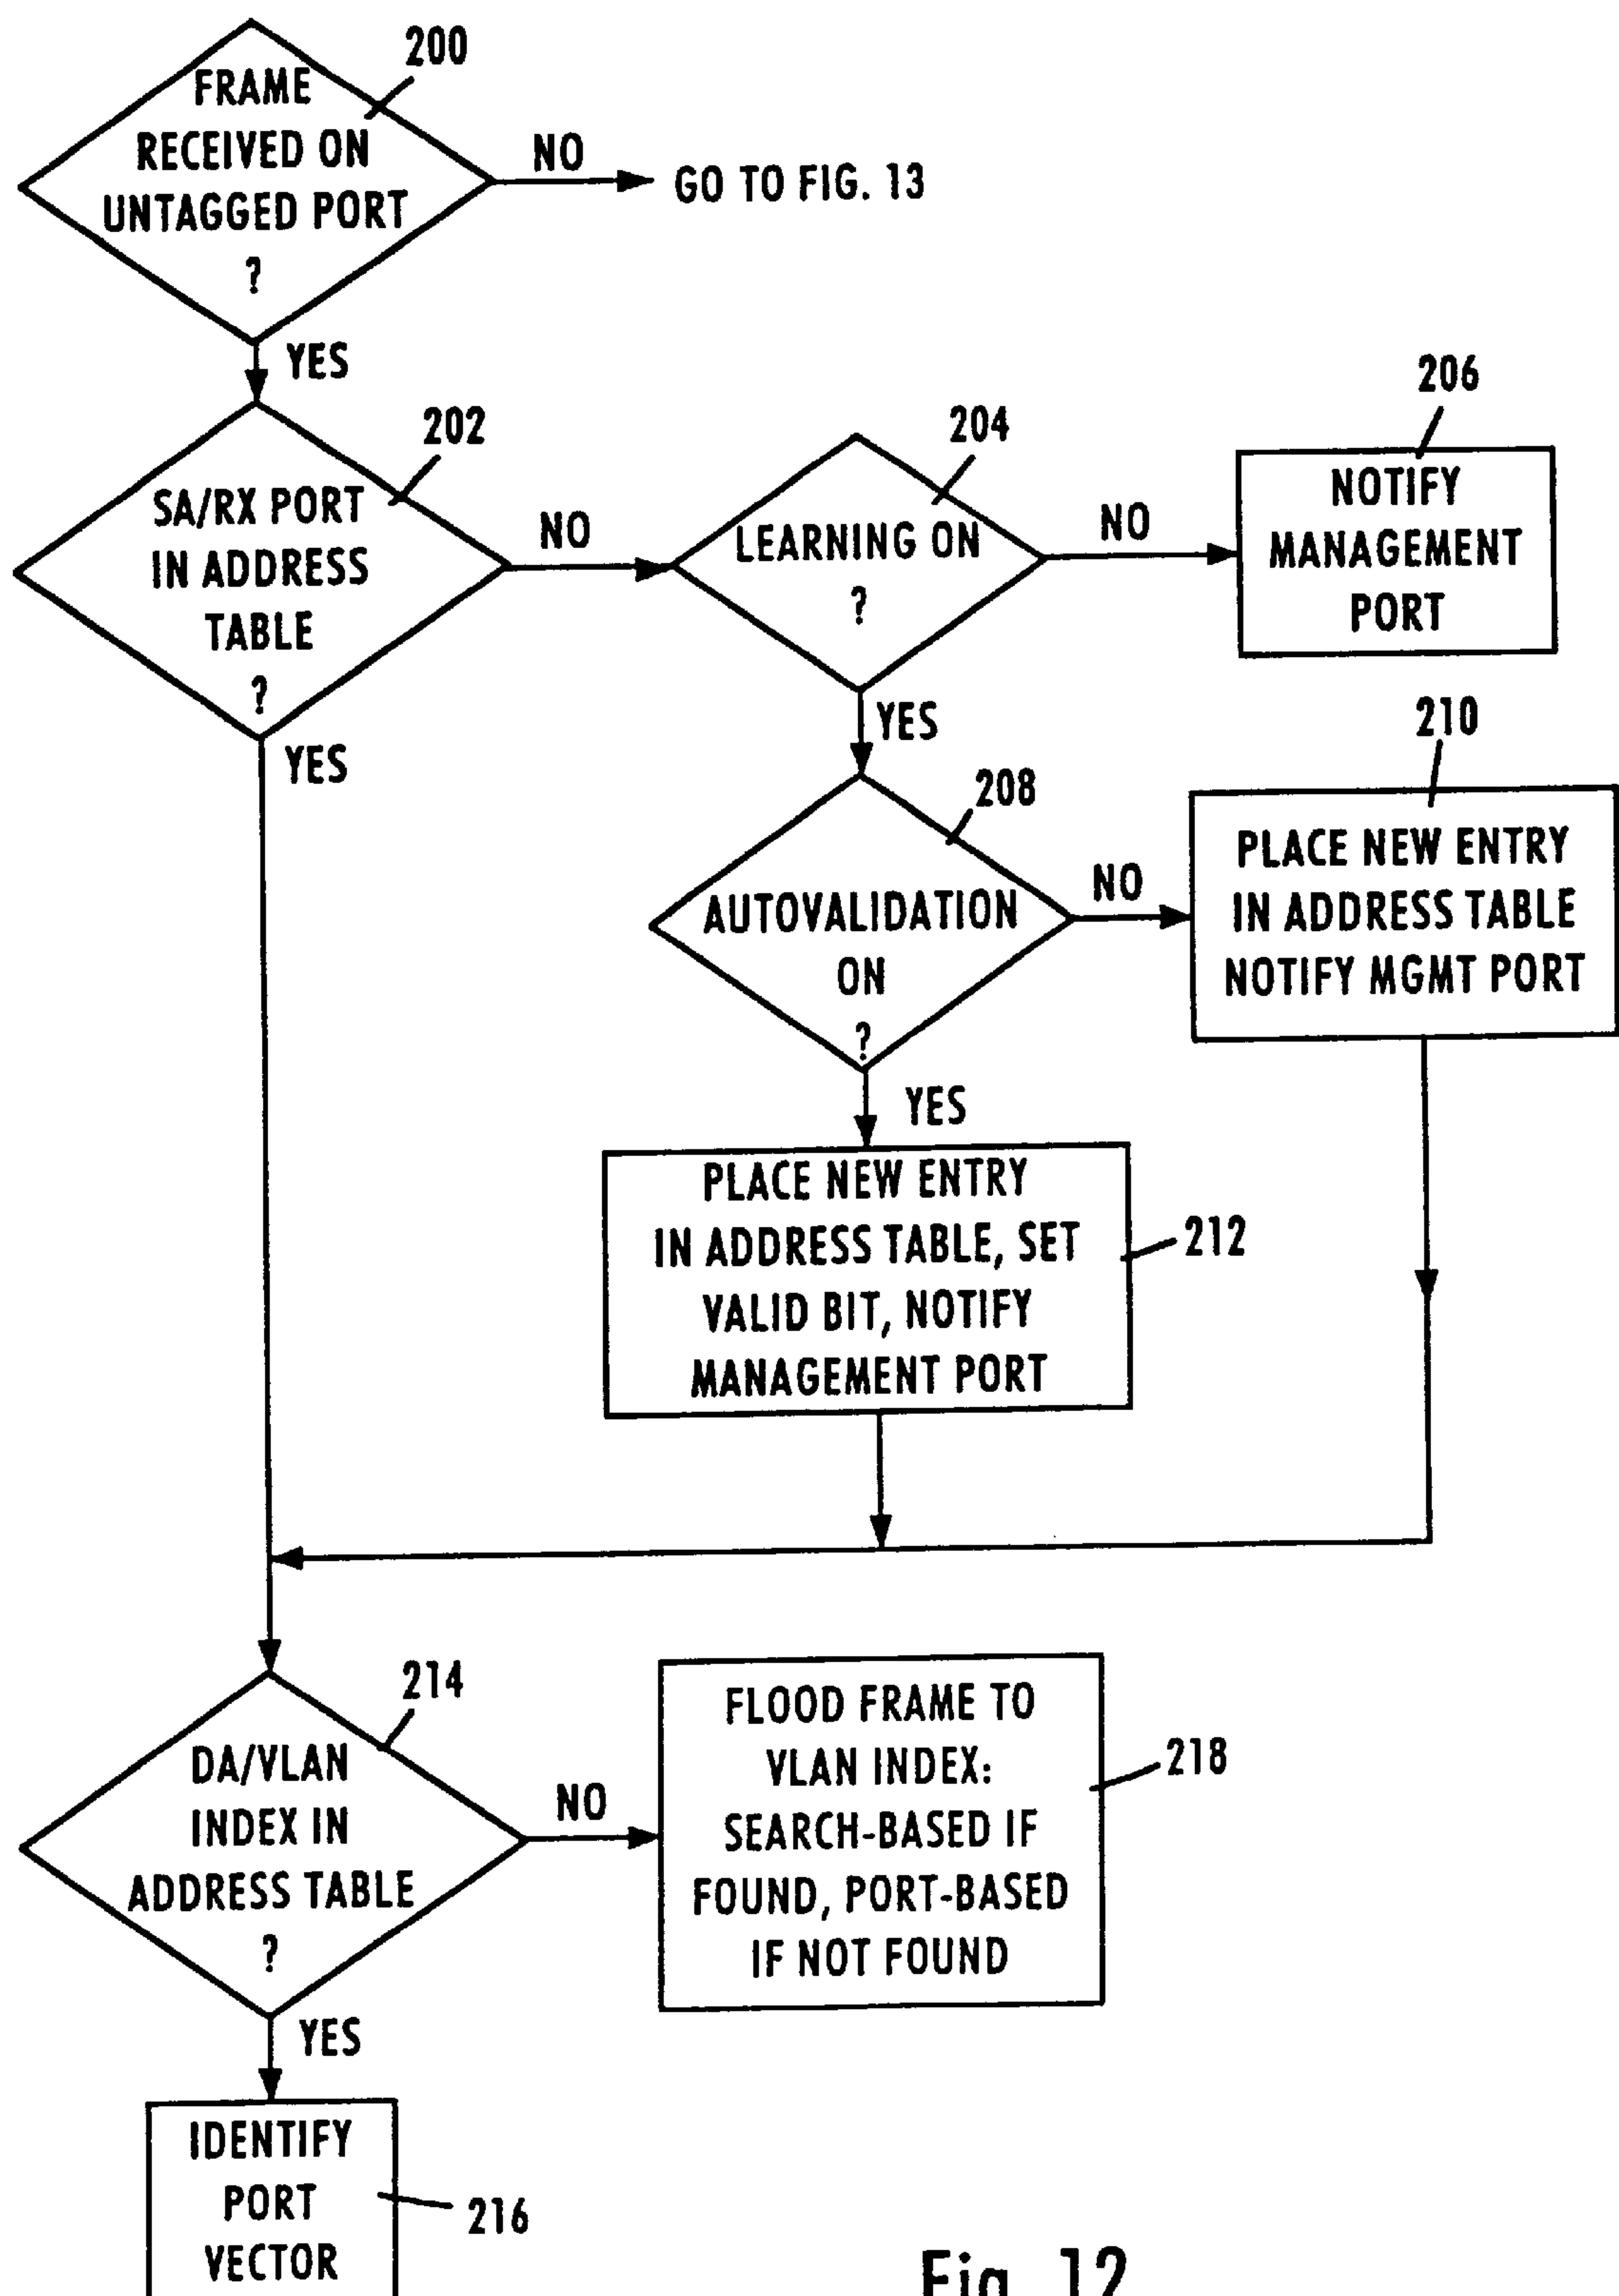 200
FRAME
RECEIVED ON
UNTAGGED PORT
?
NO
GO TO FIG. 13
YES
202
SA/RX PORT
IN ADDRESS
TABLE
?
NO
YES
204
LEARNING ON
?
NO
YES
206
NOTIFY
MANAGEMENT
PORT
208
AUTOVALIDATION
ON
?
NO
YES
210
PLACE NEW ENTRY
IN ADDRESS TABLE
NOTIFY MGMT PORT
PLACE NEW ENTRY
IN ADDRESS TABLE, SET
VALID BIT, NOTIFY
MANAGEMENT PORT
212
214
DA/VLAN
INDEX IN
ADDRESS TABLE
?
NO
YES
FLOOD FRAME TO
VLAN INDEX:
SEARCH-BASED IF
FOUND, PORT-BASED
IF NOT FOUND
218
IDENTIFY
PORT
VECTOR
216
Fig. 12